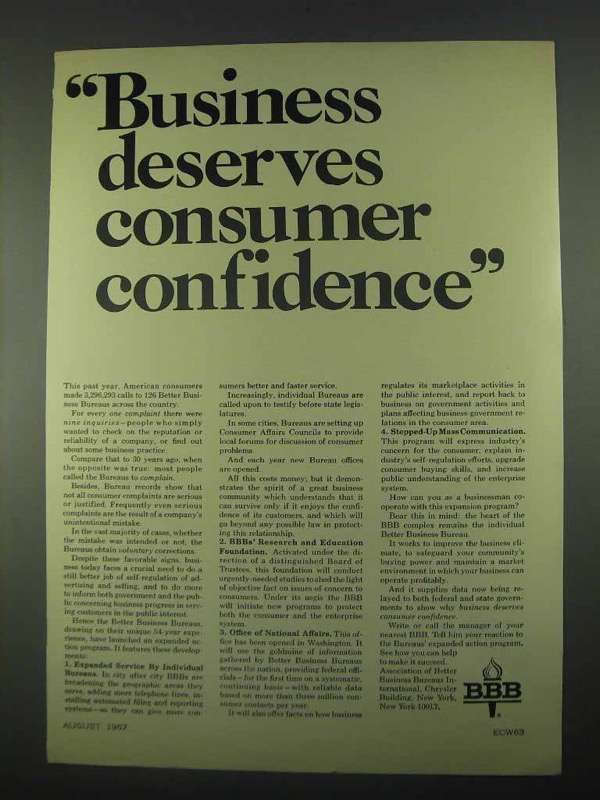 “Business
deserves
consumer
confidence”
This past year, American consumers
made 3,296,293 calls to 126 Better Busi-
ness Bureaus across the country.
For every one complaint there were
nine inquiries—people who simply
wanted to check on the reputation or
reliability of a company, or find out
about some business practice.
Compare that to 30 years ago, when
the opposite was true: most people
called the Bureaus to complain.
Besides, Bureau records show that
not all consumer complaints are serious
or justified. Frequently even serious
complaints are the result of a company's
unintentional mistake.
In the vast majority of cases, whether
the mistake was intended or not, the
Bureaus obtain voluntary corrections.
Despite these favorable signs, busi-
ness today faces a crucial need to do a
still better job of self-regulation of ad-
vertising and selling, and to do more
to inform both government and the pub-
lic concerning business progress in serv-
ing customers in the public interest.
Hence the Better Business Bureaus,
drawing on their unique 54-year expe-
rience, have launched an expanded ac-
tion program. It features these develop-
ments:
1. Expanded Service By Individual
Bureaus. In city after city BBBs are
broadening the geographic areas they
serve, adding more telephone lines, in-
stalling automated filing and reporting
systems—so they can give more con-
sumers better and faster service.
Increasingly, individual Bureaus are
called upon to testify before state legis-
latures.
In some cities, Bureaus are setting up
Consumer Affairs Councils to provide
local forums for discussion of consumer
problems.
And each year new Bureau offices
are opened.
All this costs money; but it demon-
strates the spirit of a great business
community which understands that it
can survive only if it enjoys the confi-
dence of its customers, and which will
go beyond any possible law in protect-
ing this relationship.
2. BBBs' Research and Education
Foundation. Activated under the di-
rection of a distinguished Board of
Trustees, this foundation will conduct
urgently-needed studies to shed the light
of objective fact on issues of concern to
consumers. Under its aegis the BBB
will initiate new programs to protect
both the consumer and the enterprise
system.
3. Office of National Affairs. This of-
fice has been opened in Washington. It
will use the goldmine of information
gathered by Better Business Bureaus
across the nation, providing federal offi-
cials—for the first time on a systematic,
continuing basis—with reliable data
based on more than three million con-
sumer contacts per year.
It will also offer facts on how business
regulates its marketplace activities in
the public interest, and report back to
business on government activities and
plans affecting business government re-
lations in the consumer area.
4. Stepped-Up Mass Communication.
This program will express industry's
concern for the consumer, explain in-
dustry's self-regulation efforts, upgrade
consumer buying skills, and increase
public understanding of the enterprise
system.
How can you as a businessman co-
operate with this expansion program?
Bear this in mind: the heart of the
BBB complex remains the individual
Better Business Bureau.
It works to improve the business cli-
mate, to safeguard your community's
buying power and maintain a market
environment in which your business can
operate profitably.
And it supplies data now being re-
layed to both federal and state govern-
ments to show why business deserves
consumer confidence.
Write or call the manager of your
nearest BBB. Tell him your reaction to
the Bureaus' expanded action program.
See how you can help
to make it succeed.
Association of Better
Business Bureaus In-
ternational, Chrysler
Building, New York,
New York 10017.
BBB
AUGUST 1967
ECW63